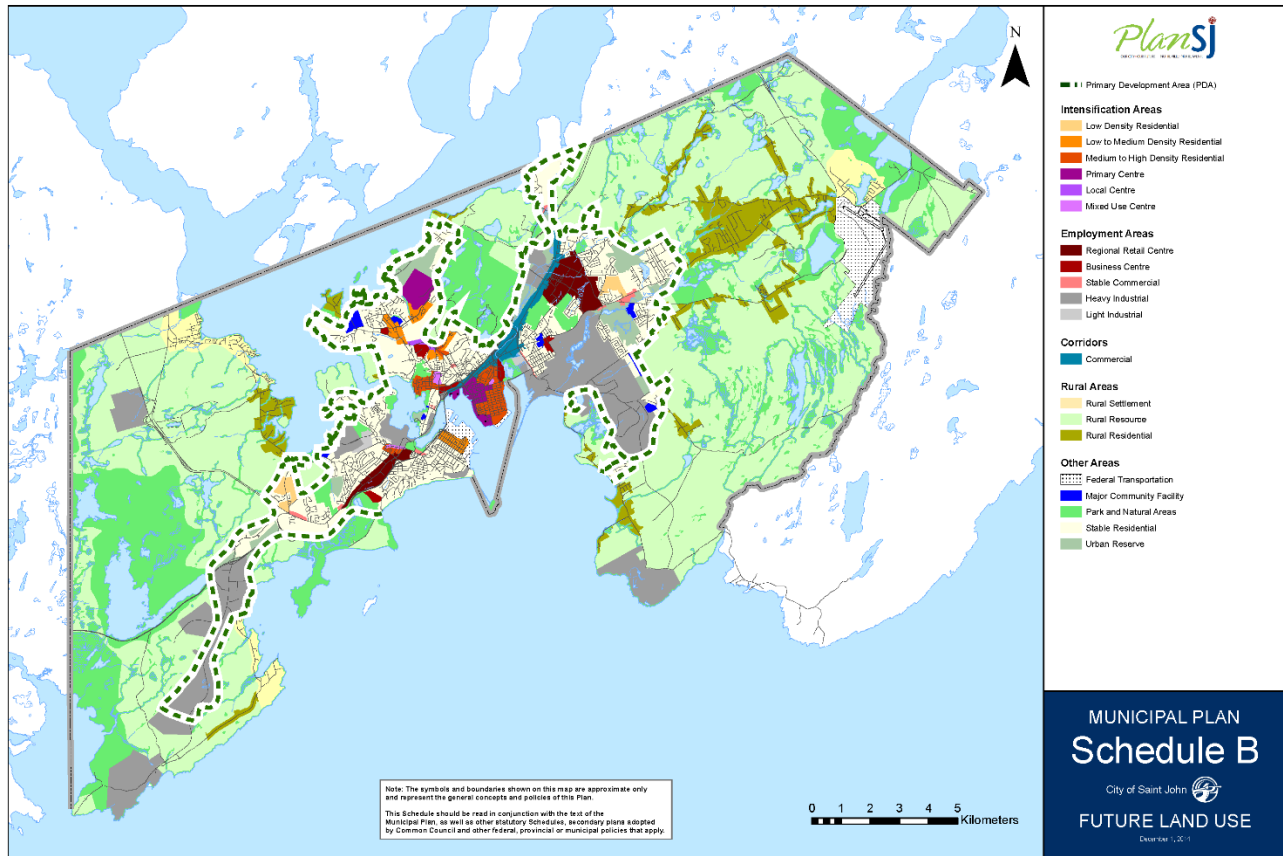 N
PlanSJ
Primary Development Area (PDA)
Intensification Areas
Low Density Residential
Low to Medium Density Residential
Medium to High Density Residential
Primary Centre
Local Centre
Mixed Use Centre
Employment Areas
Regional Retail Centre
Business Centre
Stable Commercial
Heavy Industrial
Light Industrial
Corridors
Commercial
Rural Areas
Rural Settlement
Rural Resource
Rural Residential
Other Areas
Federal Transportation
Major Community Facility
Park and Natural Areas
Stable Residential
Urban Reserve
Note: The symbols and boundaries shown on this map are approximate only
and represent the general concepts and policies of this Plan.
This Schedule should be read in conjunction with the text of the
Municipal Plan, as well as other statutory Schedules, secondary plans adopted
by Common Council and other federal, provincial or municipal policies that apply.
0 1 2 3 4 5
Kilometers
MUNICIPAL PLAN
Schedule B
City of Saint John
FUTURE LAND USE
December 1, 2011